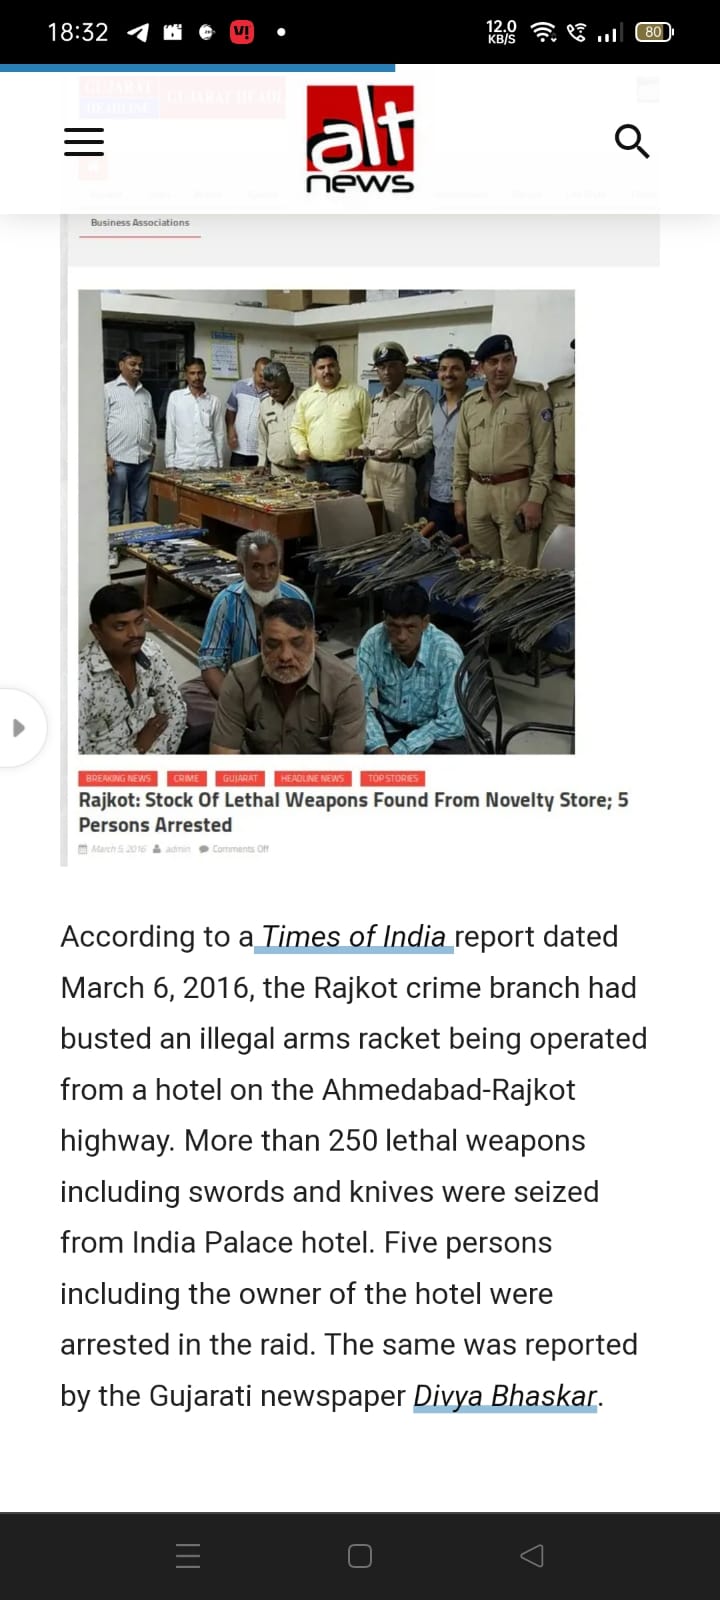 18:32
12.0
KB/S
80
GUJARAT
HEADLINE
alt
news
Business Associations
BREAKING NEWS CRIME GUJARAT HEADLINE NEWS TOP STORIES
Rajkot: Stock Of Lethal Weapons Found From Novelty Store; 5
Persons Arrested
March 5, 2016 admin Comments Off
According to a Times of India report dated
March 6, 2016, the Rajkot crime branch had
busted an illegal arms racket being operated
from a hotel on the Ahmedabad-Rajkot
highway. More than 250 lethal weapons
including swords and knives were seized
from India Palace hotel. Five persons
including the owner of the hotel were
arrested in the raid. The same was reported
by the Gujarati newspaper Divya Bhaskar.